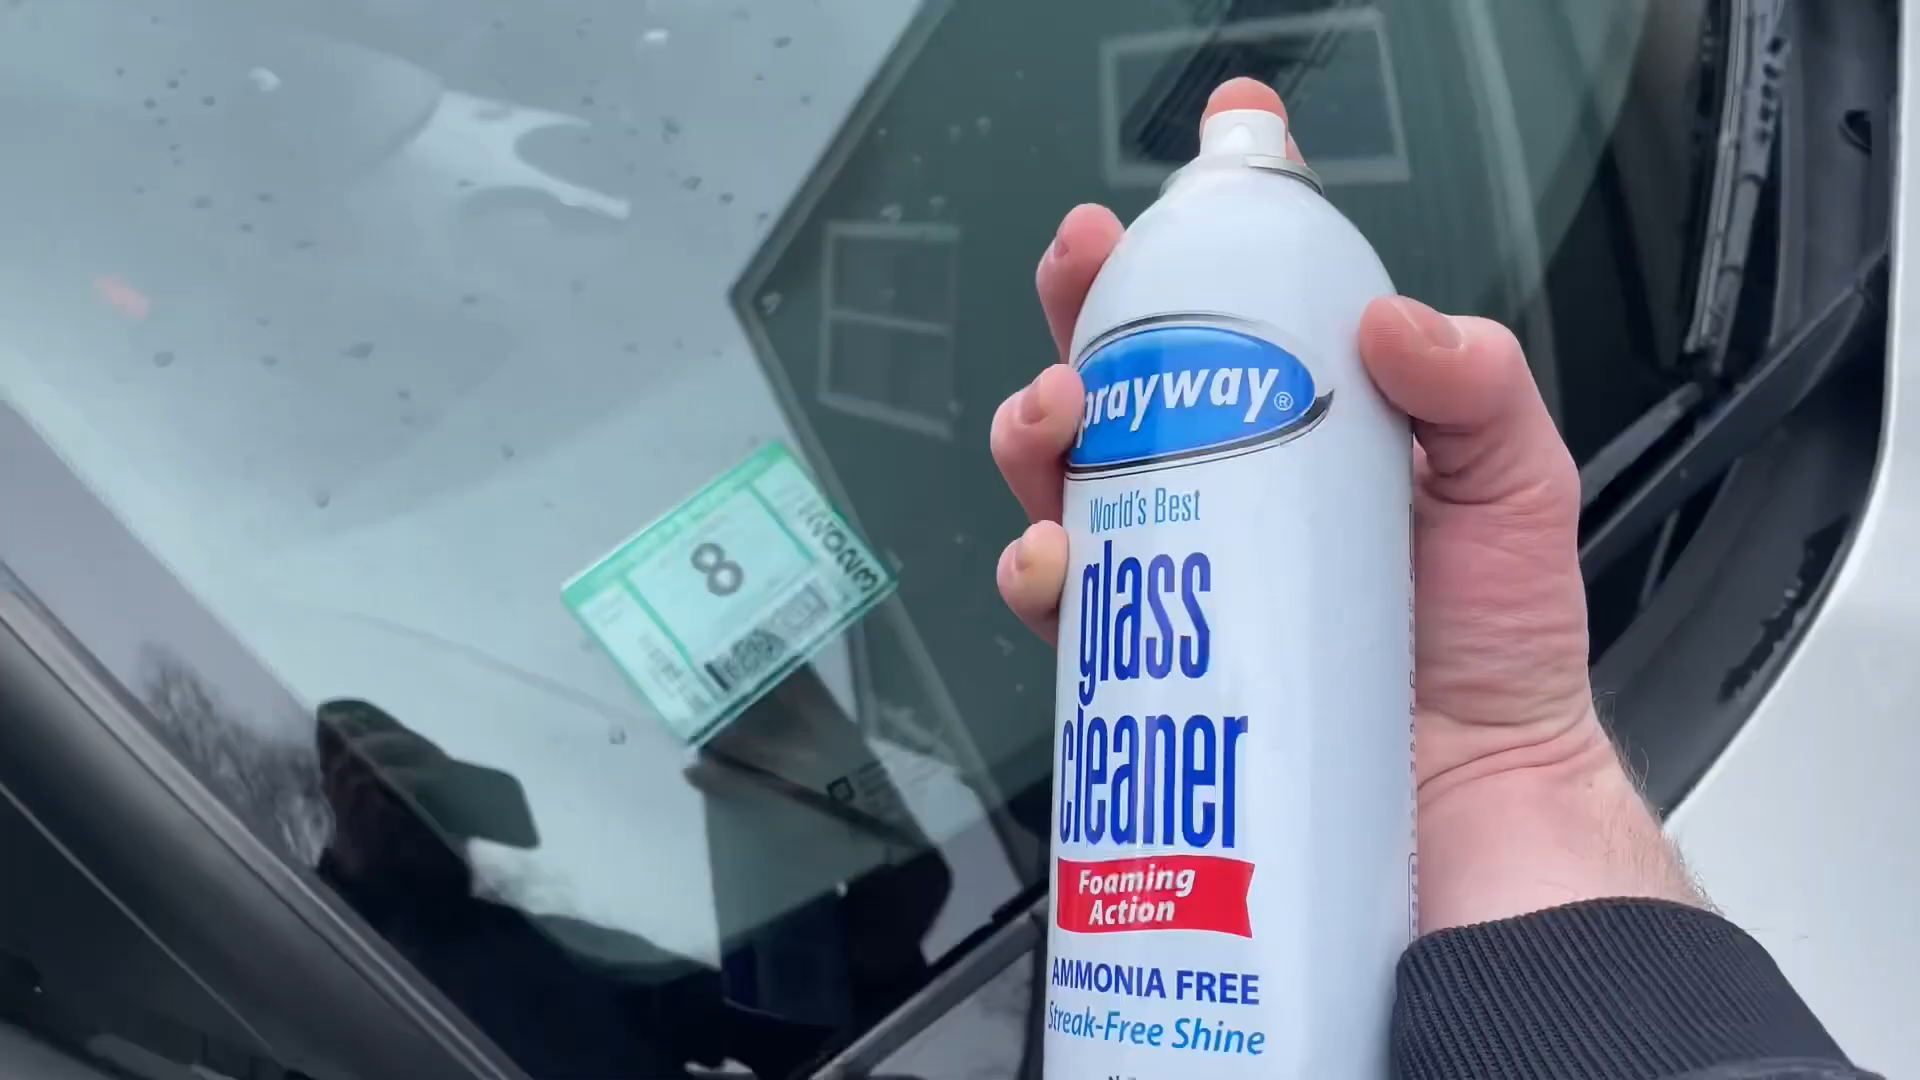 8
prayway®
World's Best
glass
cleaner
Foaming
Action
AMMONIA FREE
Streak-Free Shine